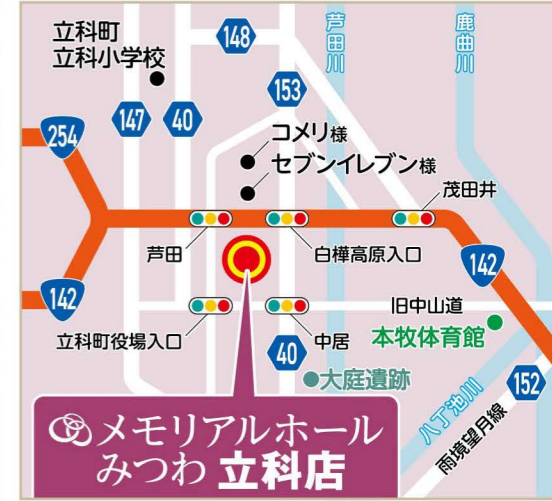 立科町
立科小学校
148
芦田川
鹿曲川
153
147
40
254
コメリ様
セブンイレブン様
茂田井
芦田
白樺高原入口
142
142
旧中山道
立科町役場入口
中居
本牧体育館
40
大庭遺跡
152
八丁池川
雨境望月線
メモリアルホール
みつわ 立科店